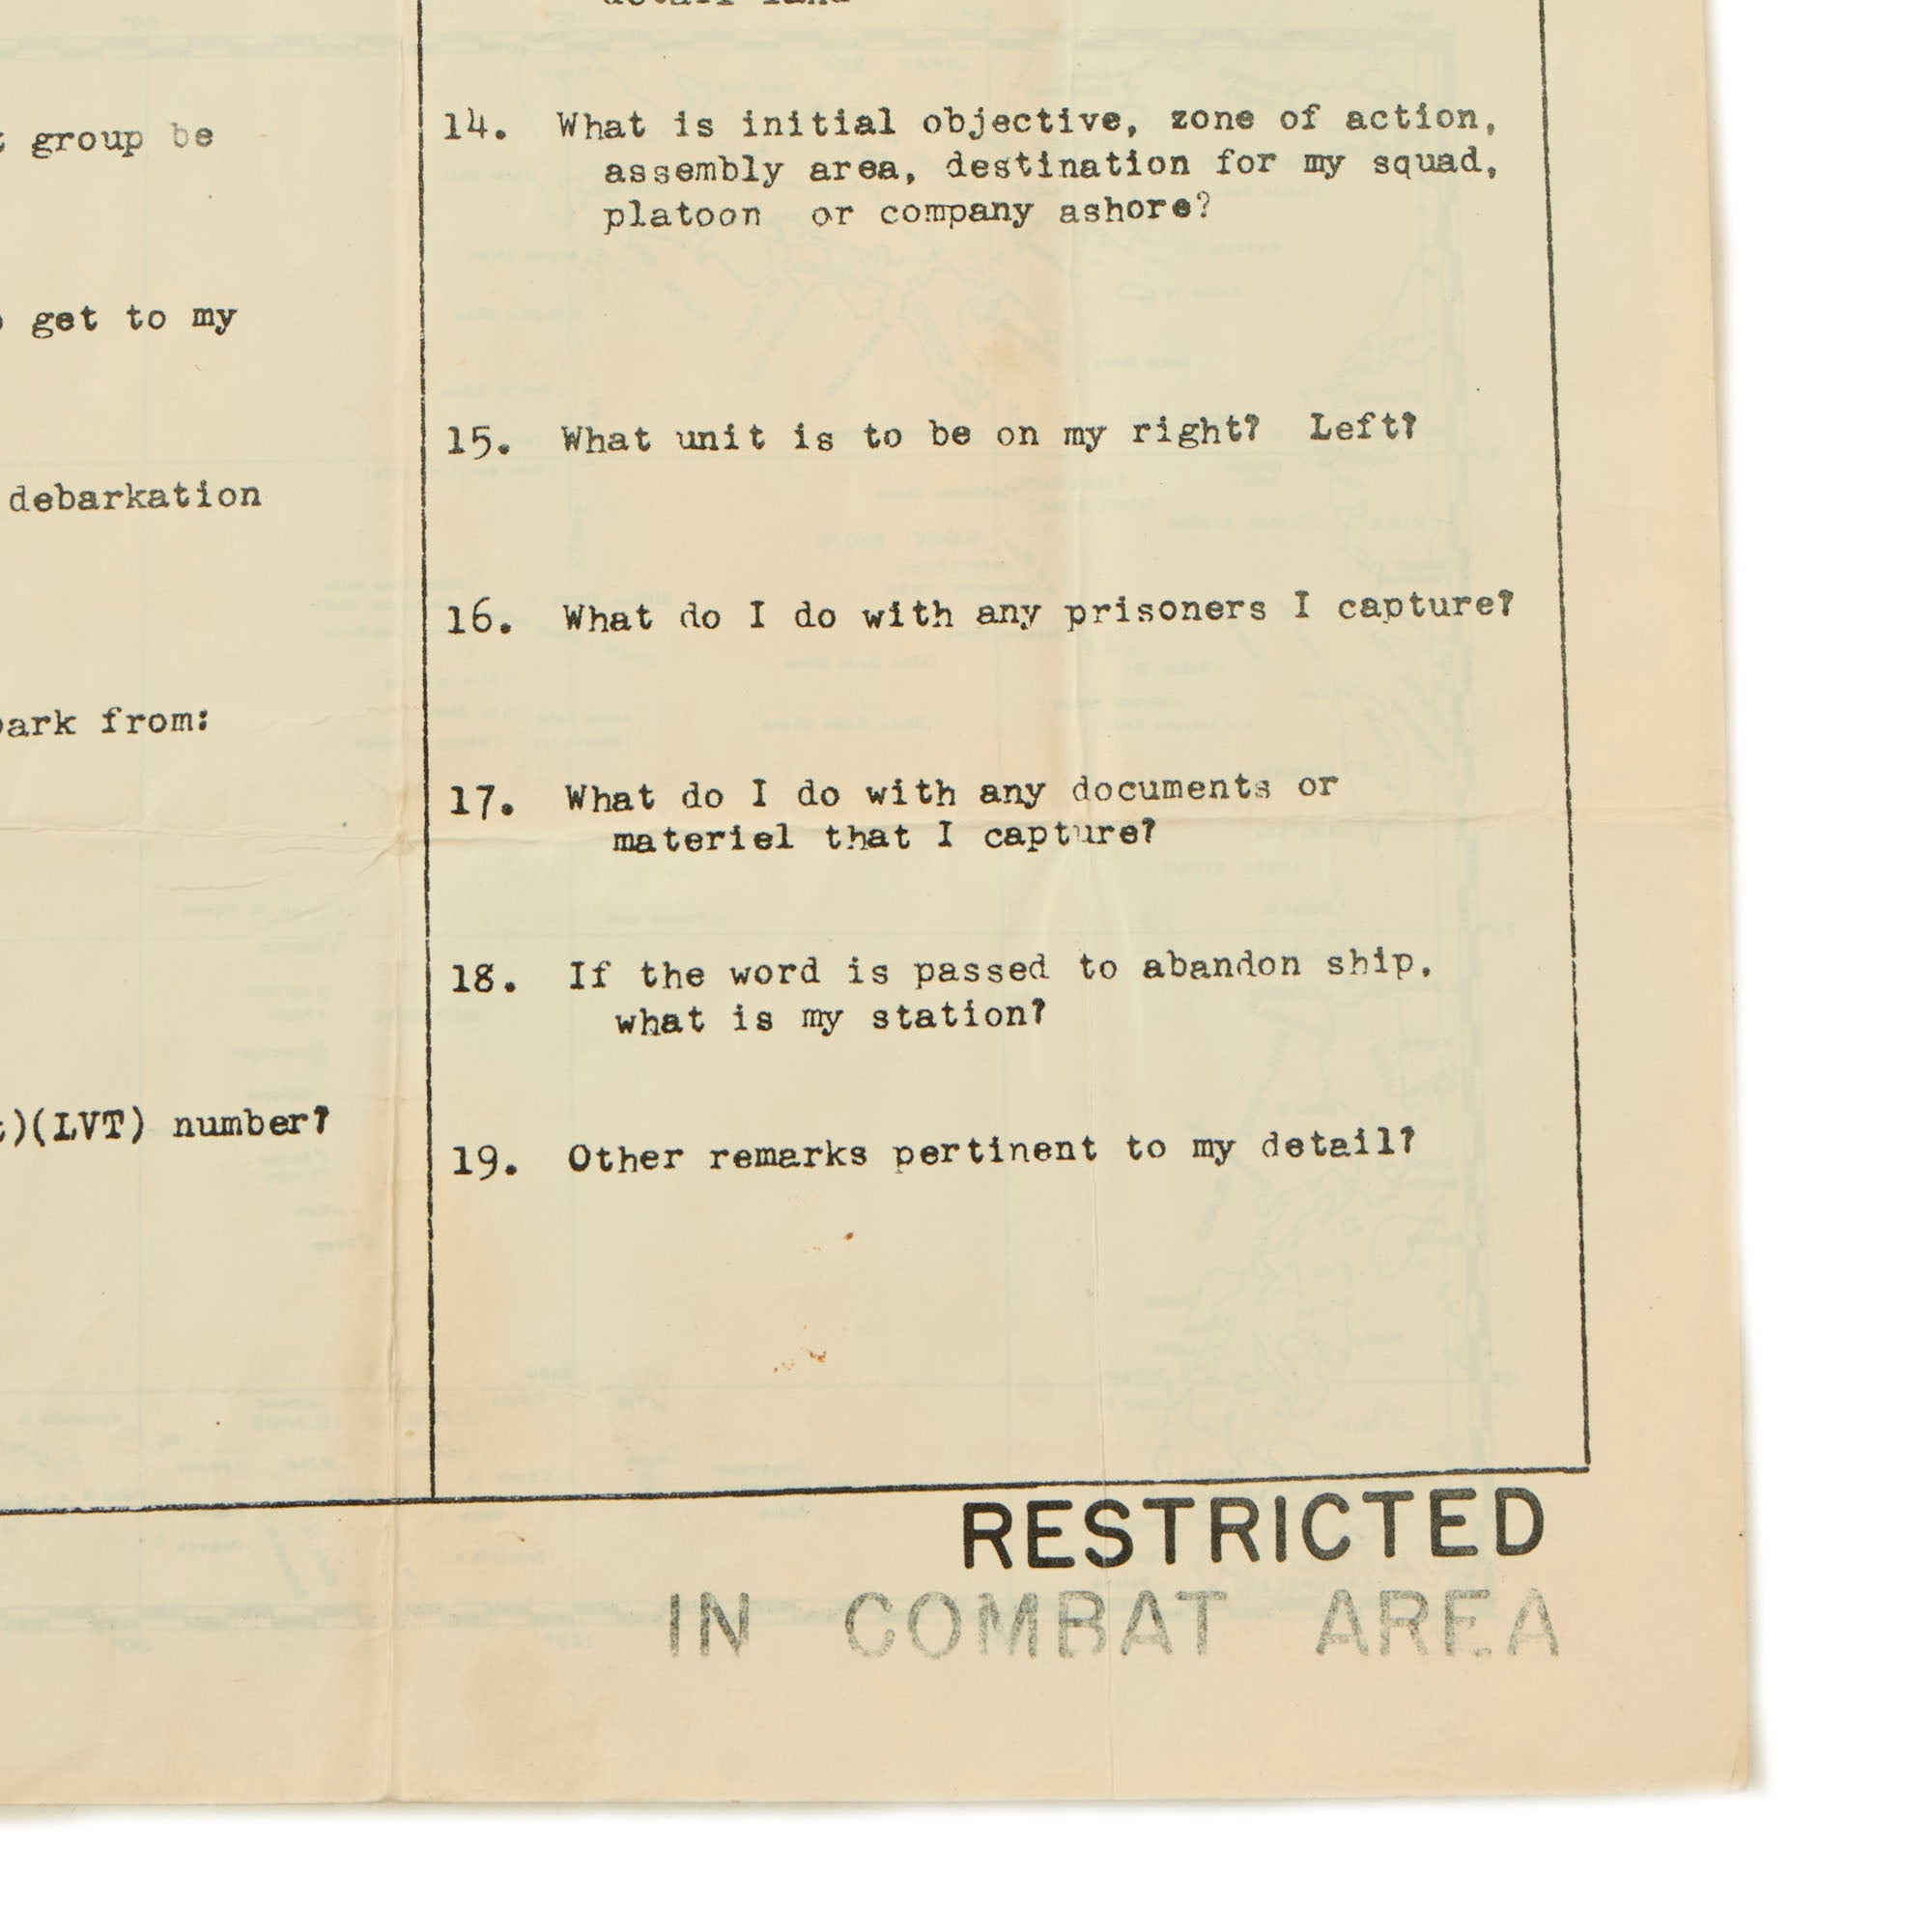 group be
get to my
debarkation
ark from:
)(LVT) number?
14. What is initial objective, zone of action,
assembly area, destination for my squad,
platoon or company ashore?
15. What unit is to be on my right? Left?
16. What do I do with any prisoners I capture?
17. What do I do with any documents or
materiel that I capture?
18. If the word is passed to abandon ship,
what is my station?
19. Other remarks pertinent to my detail?
RESTRICTED
IN COMBAT AREA